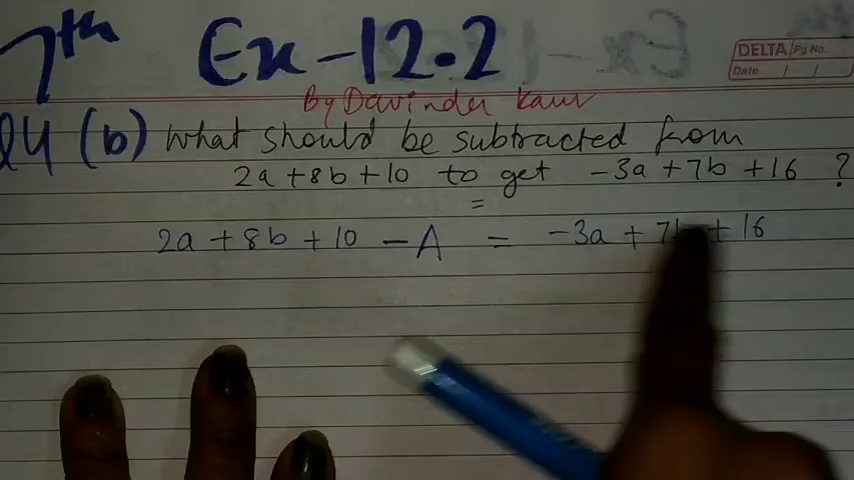 7th Ex-12.2
DELTA Pg No.
Date
By Davinder Kaur
Q4 (b) What should be subtracted from
2a + 8b + 10 to get -3a + 7b + 16 ?
=
2a + 8b + 10 - A = -3a + 7b + 16